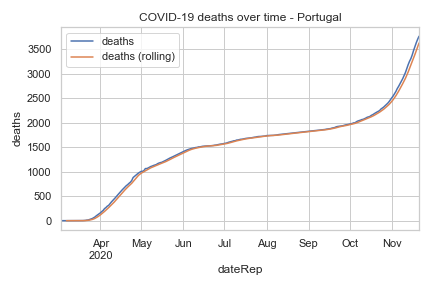 COVID-19 deaths over time - Portugal
deaths
deaths (rolling)
3500
3000
2500
2000
1500
1000
500
0
deaths
Apr May Jun Jul Aug Sep Oct Nov
2020
dateRep